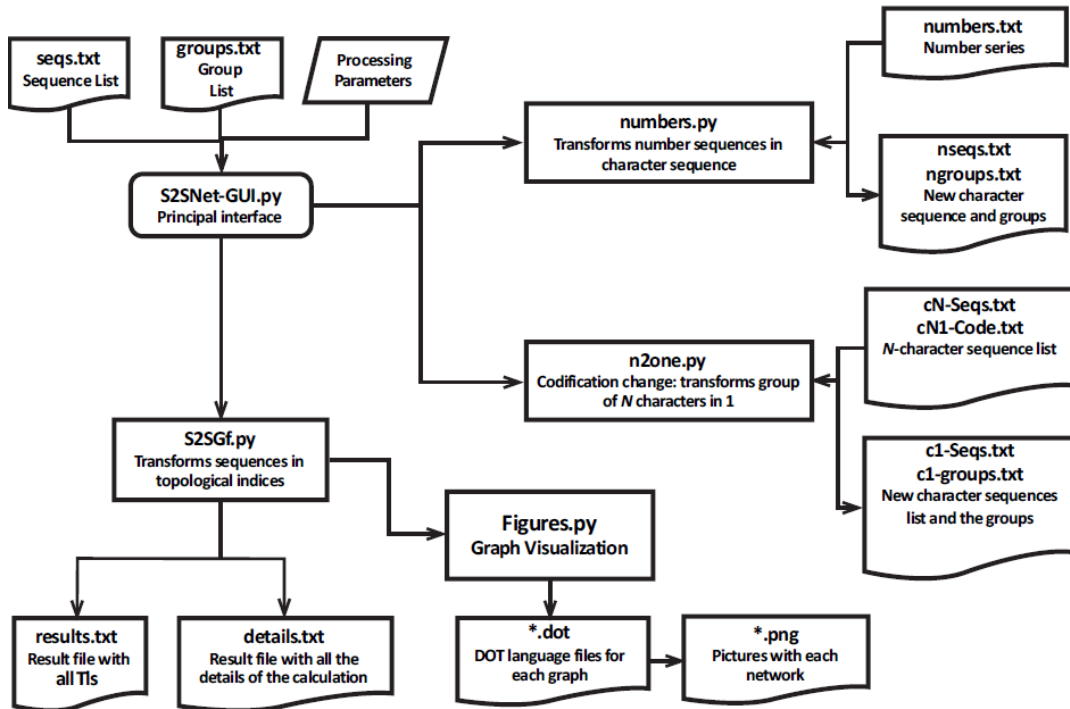 seqs.txt
Sequence List
groups.txt
Group
List
Processing
Parameters
numbers.txt
Number series
numbers.py
Transforms number sequences in
character sequence
nseqs.txt
ngroups.txt
New character
sequence and groups
S2SNet-GUI.py
Principal interface
cN-Seqs.txt
cN1-Code.txt
N-character sequence list
n2one.py
Codification change: transforms group
of N characters in 1
S2SGf.py
Transforms sequences in
topological indices
c1-Seqs.txt
c1-groups.txt
New character sequences
list and the groups
Figures.py
Graph Visualization
results.txt
Result file with
all TIs
details.txt
Result file with all the
details of the calculation
*.dot
DOT language files for
each graph
*.png
Pictures with each
network